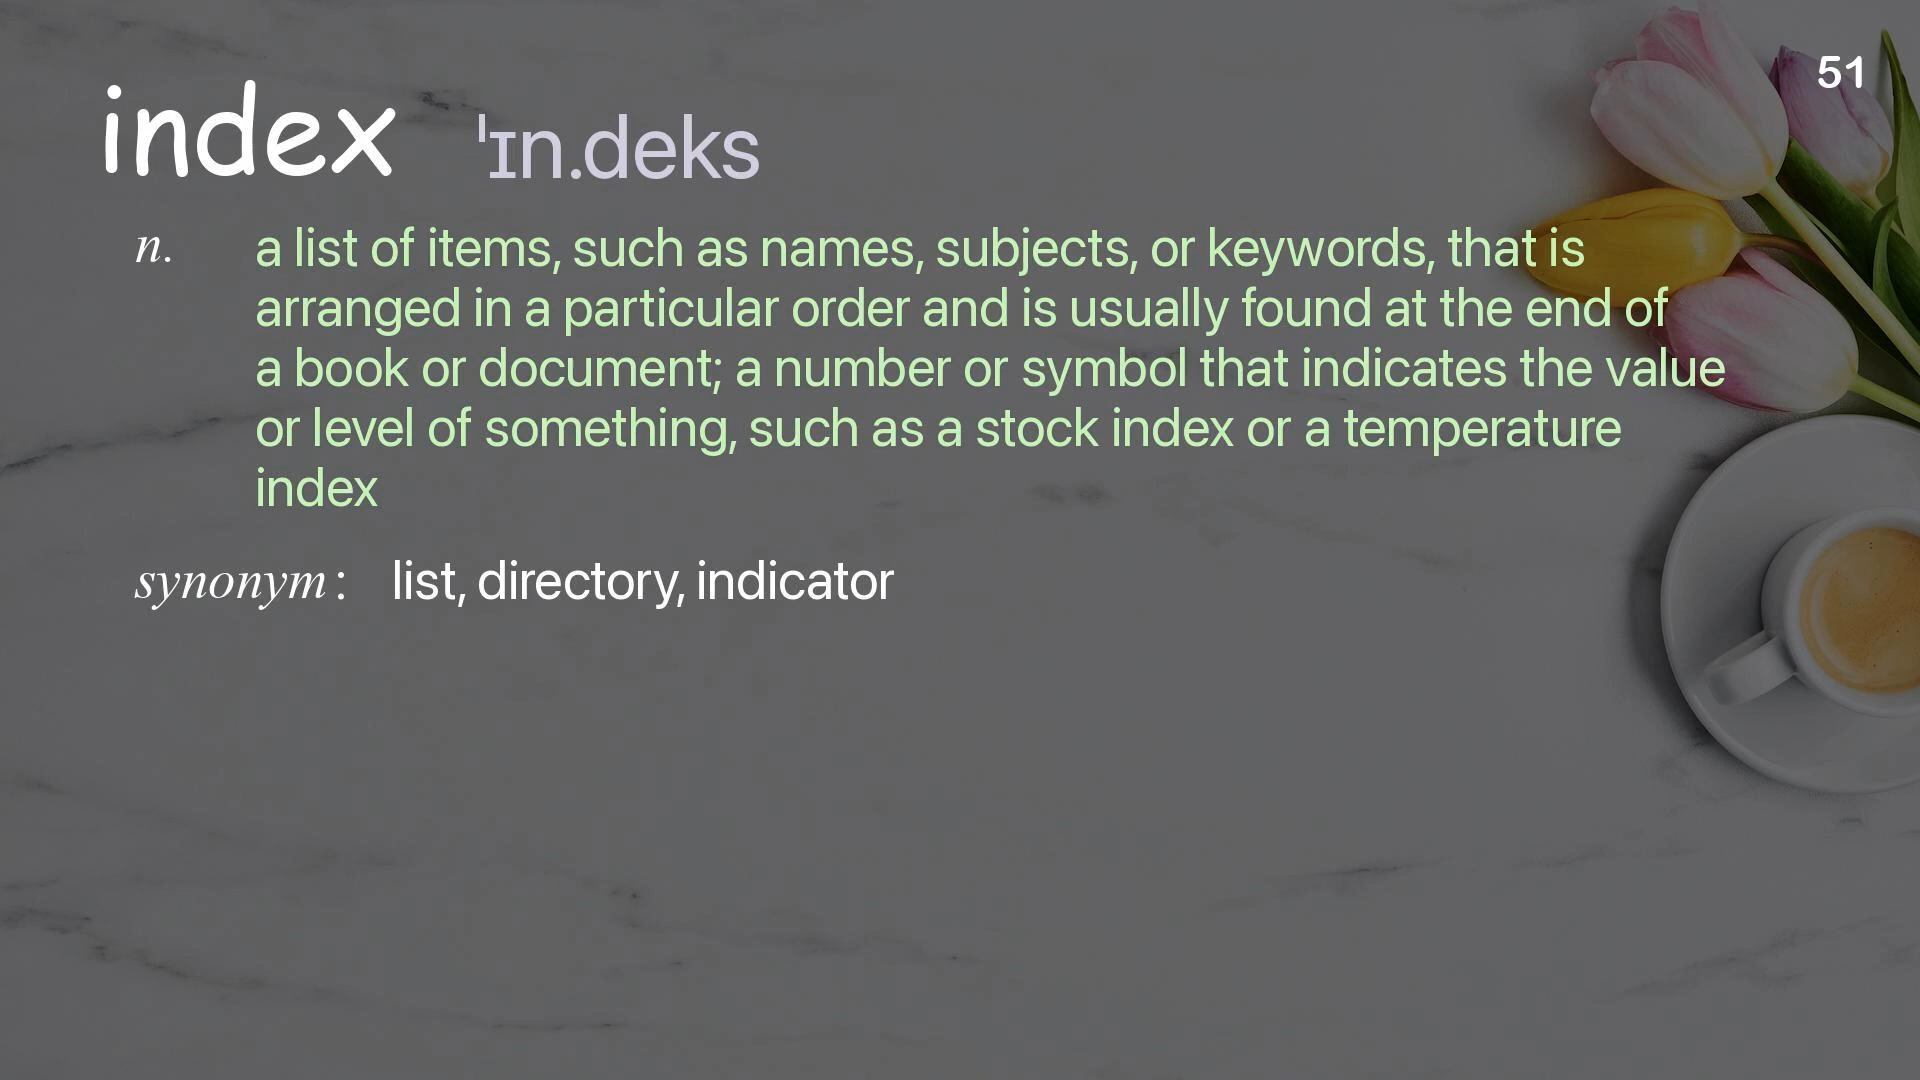 51
index ˈɪn.deks
n. a list of items, such as names, subjects, or keywords, that is
arranged in a particular order and is usually found at the end of
a book or document; a number or symbol that indicates the value
or level of something, such as a stock index or a temperature
index
synonym : list, directory, indicator